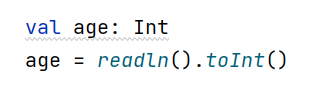 val age: Int
age = readln().toInt()